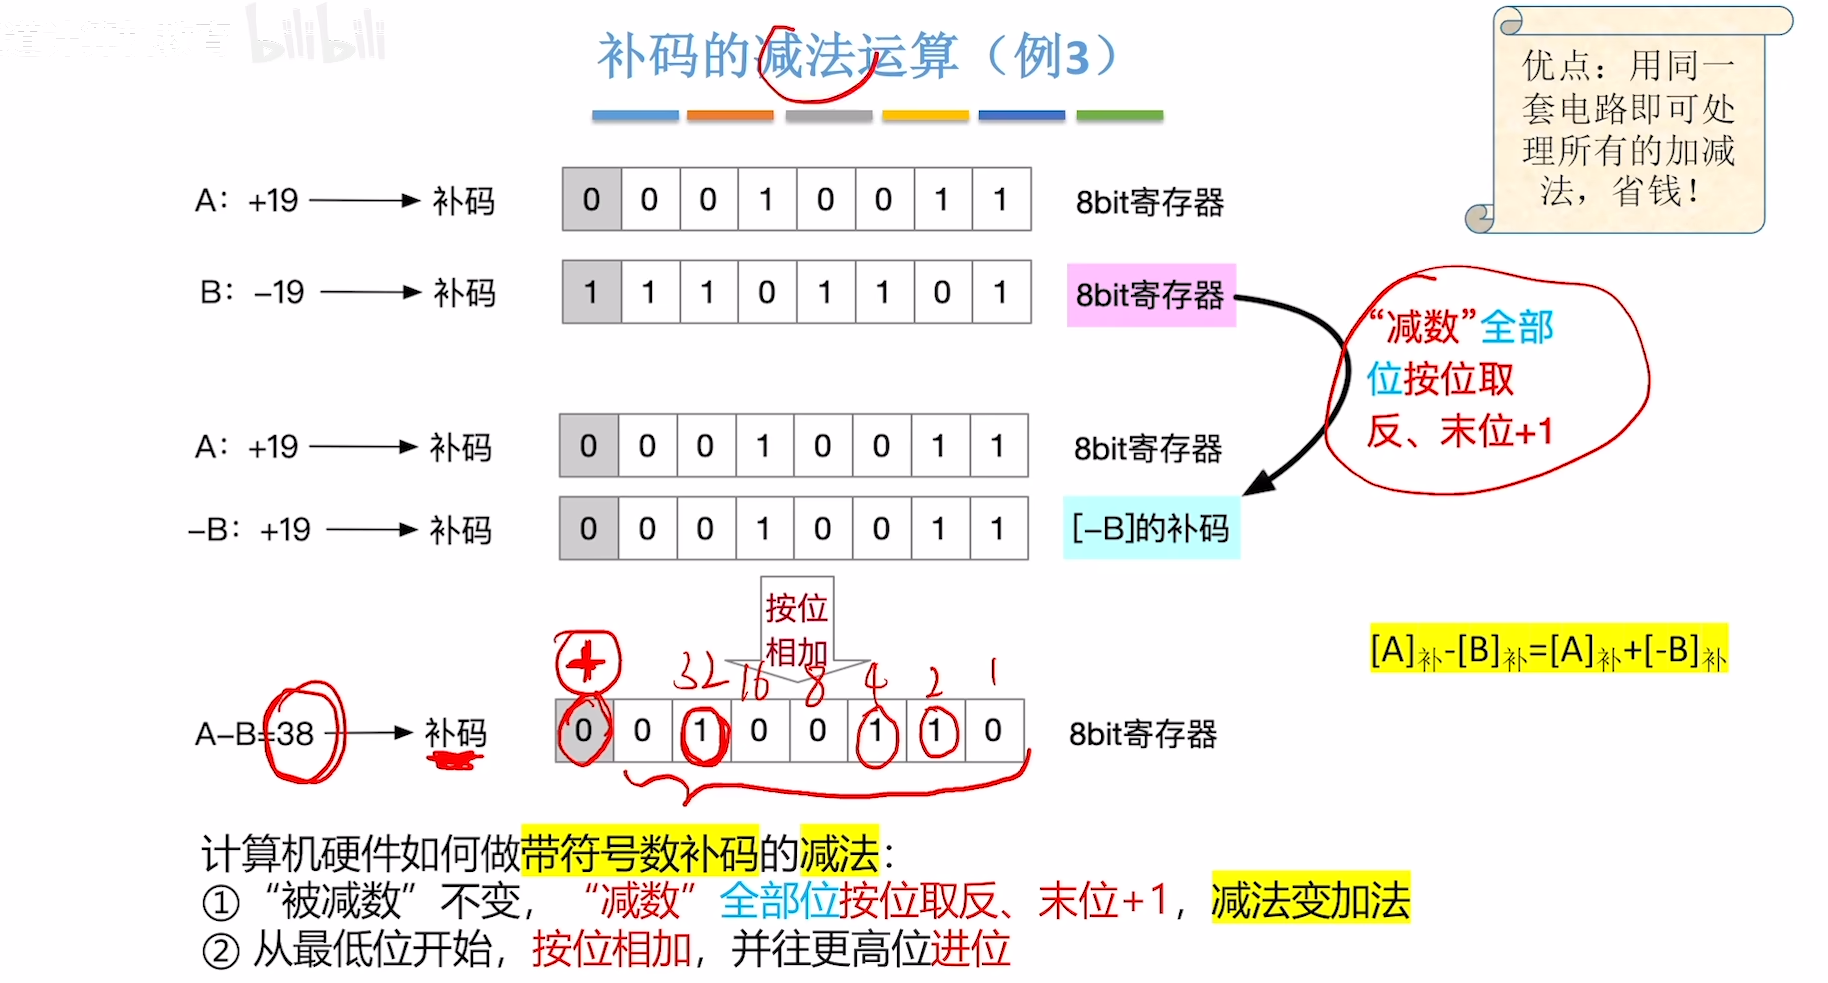 bilibili
补码的减法运算（例3）
优点：用同一
套电路即可处
理所有的加减
法，省钱！
A：+19 补码 0 0 0 1 0 0 1 1 8bit寄存器
B：-19 补码 1 1 1 0 1 1 0 1 8bit寄存器
“减数”全部
位按位取
反、末位+1
A：+19 补码 0 0 0 1 0 0 1 1 8bit寄存器
-B：+19 补码 0 0 0 1 0 0 1 1 [-B]的补码
按位
相加
[A]补-[B]补=[A]补+[-B]补
+ 32 16 8 4 2 1
A-B=38 补码 0 0 1 0 0 1 1 0 8bit寄存器
计算机硬件如何做带符号数补码的减法：
① “被减数”不变，“减数”全部位按位取反、末位+1，减法变加法
② 从最低位开始，按位相加，并往更高位进位